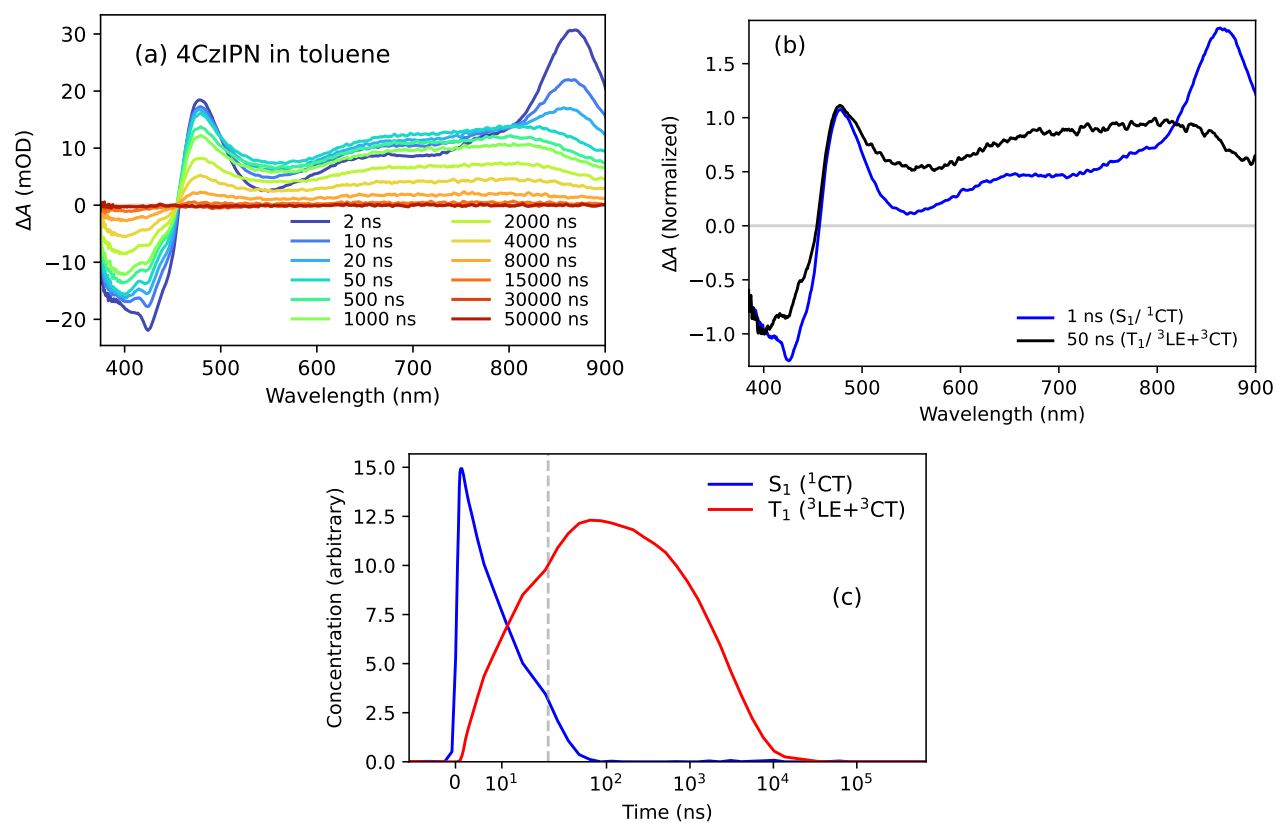 (a) 4CzIPN in toluene
30
20
10
0
−10
−20
ΔA (mOD)
2 ns
10 ns
20 ns
50 ns
500 ns
1000 ns
2000 ns
4000 ns
8000 ns
15000 ns
30000 ns
50000 ns
400 500 600 700 800 900
Wavelength (nm)
(b)
1.5
1.0
0.5
0.0
−0.5
−1.0
ΔA (Normalized)
1 ns (S₁/ ¹CT)
50 ns (T₁/ ³LE+³CT)
400 500 600 700 800 900
Wavelength (nm)
15.0
12.5
10.0
7.5
5.0
2.5
0.0
Concentration (arbitrary)
S₁ (¹CT)
T₁ (³LE+³CT)
(c)
0 10¹ 10² 10³ 10⁴ 10⁵
Time (ns)